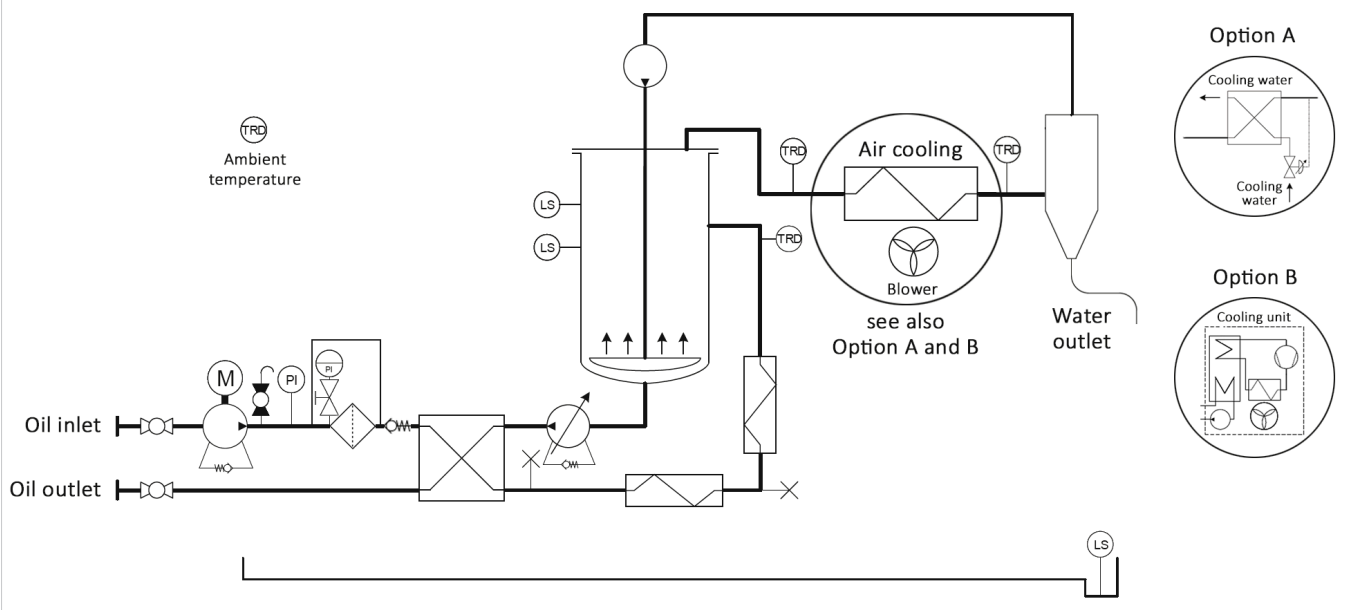 Option A
Cooling water
Cooling
water
TRD
Ambient
temperature
TRD
Air cooling
TRD
LS
LS
TRD
Blower
see also
Option A and B
Water
outlet
Option B
Cooling unit
M
PI
PI
Oil inlet
Oil outlet
LS